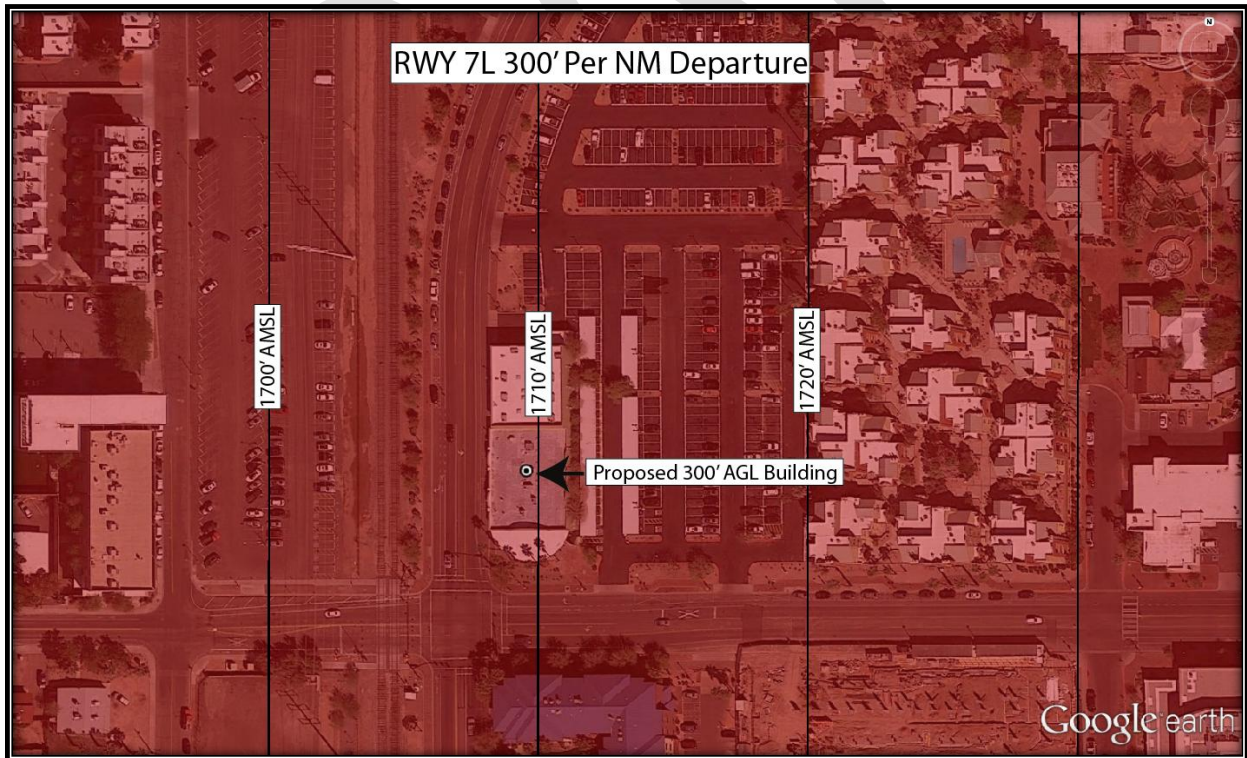 N
RWY 7L 300' Per NM Departure
1700' AMSL
1710' AMSL
1720' AMSL
Proposed 300' AGL Building
Google earth